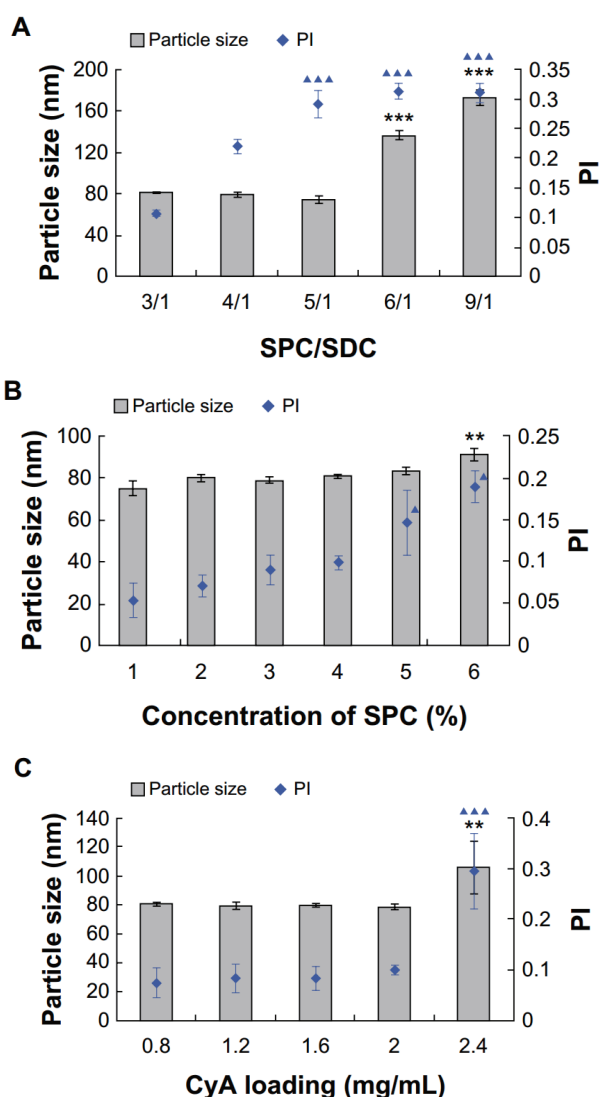 A
Particle size PI
Particle size (nm)
200
160
120
80
40
0
▲▲▲ ▲▲▲ ▲▲▲
*** ***
0.35
0.3
0.25
0.2
0.15
0.1
0.05
0
PI
3/1 4/1 5/1 6/1 9/1
SPC/SDC
B
Particle size PI
Particle size (nm)
100
80
60
40
20
0
**
▲ ▲
0.25
0.2
0.15
0.1
0.05
0
PI
1 2 3 4 5 6
Concentration of SPC (%)
C
Particle size PI
Particle size (nm)
140
120
100
80
60
40
20
0
▲▲▲
**
0.4
0.3
0.2
0.1
0
PI
0.8 1.2 1.6 2 2.4
CyA loading (mg/mL)